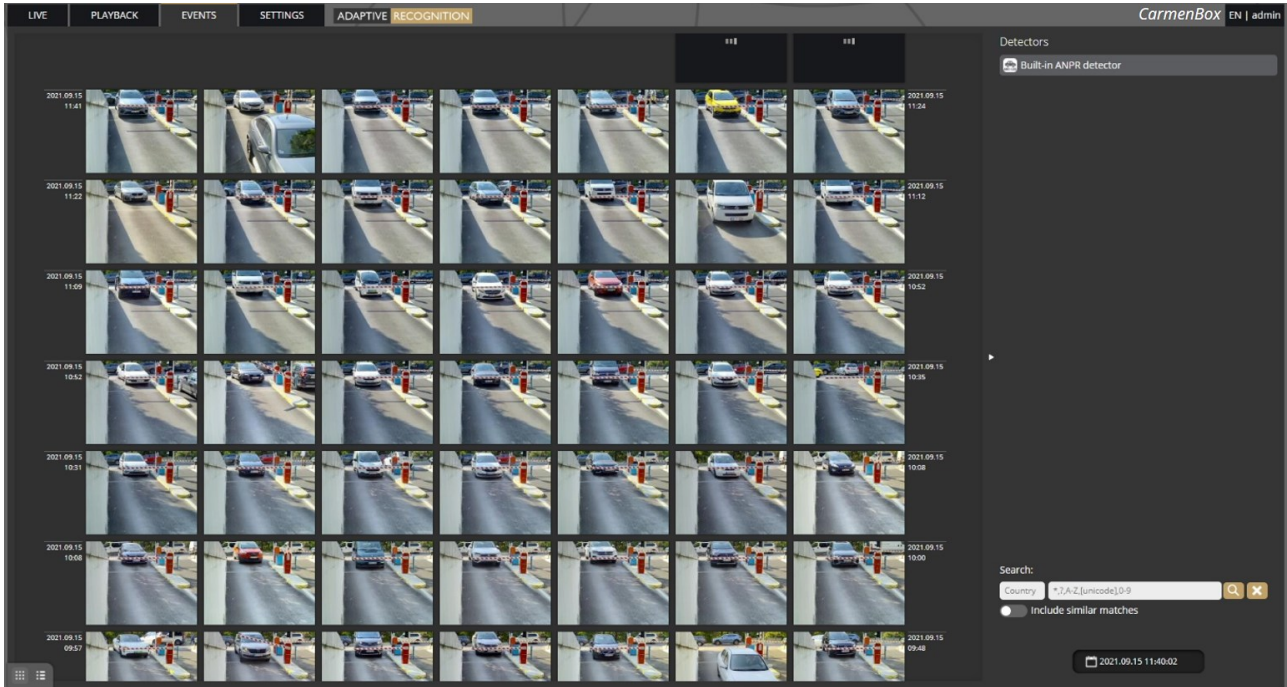 LIVE PLAYBACK EVENTS SETTINGS ADAPTIVE RECOGNITION CarmenBox EN | admin
Detectors
Built-in ANPR detector
2021.09.15 2021.09.15
11:41 11:24
2021.09.15 2021.09.15
11:22 11:12
2021.09.15 2021.09.15
11:09 10:52
2021.09.15 2021.09.15
10:52 10:35
2021.09.15 2021.09.15
10:31 10:08
2021.09.15 2021.09.15
10:08 10:00
2021.09.15 2021.09.15
09:57 09:48
Search:
Country *,?,A-Z,[unicode],0-9
Include similar matches
2021.09.15 11:40:02